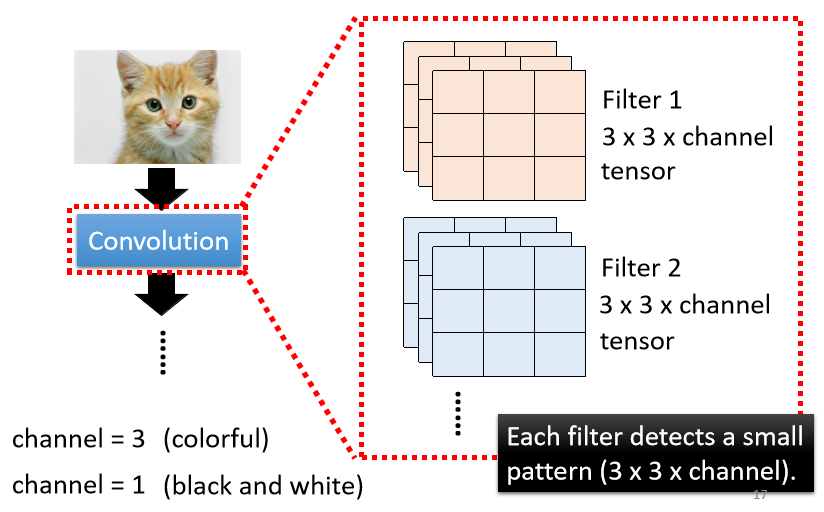 Convolution
channel = 3 (colorful)
channel = 1 (black and white)
Filter 1
3 x 3 x channel
tensor
Filter 2
3 x 3 x channel
tensor
Each filter detects a small
pattern (3 x 3 x channel).
17